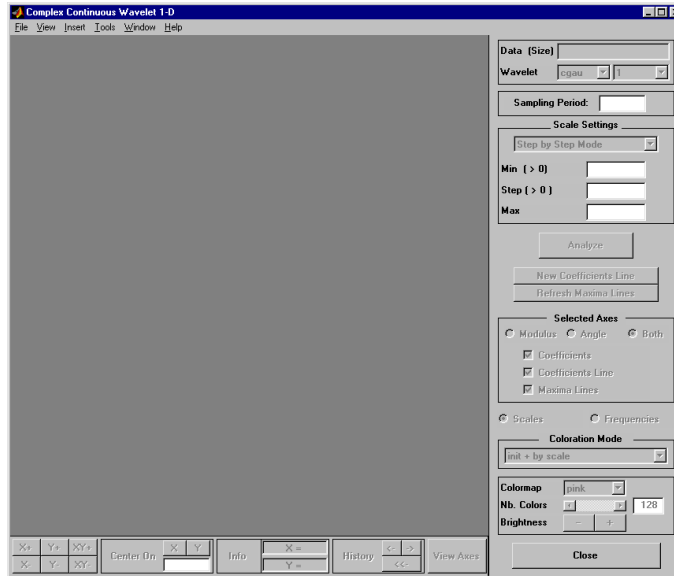 Complex Continuous Wavelet 1-D
File View Insert Tools Window Help
Data (Size)
Wavelet cgau 1
Sampling Period:
Scale Settings
Step by Step Mode
Min ( > 0)
Step ( > 0 )
Max
Analyze
New Coefficients Line
Refresh Maxima Lines
Selected Axes
Modulus Angle Both
Coefficients
Coefficients Line
Maxima Lines
Scales Frequencies
Coloration Mode
init + by scale
Colormap pink
Nb. Colors 128
Brightness - +
X+ Y+ XY+
X- Y- XY-
Center On X Y
Info X =
Y =
History <- ->
<<-
View Axes
Close